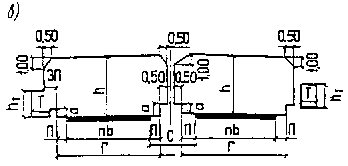 в)
0,50 0,50 0,50
1,00 1,00 1,00
ЗП
h h
0,50 0,50
h₁ T a a T h₁
П nb П C П nb П
Г Г